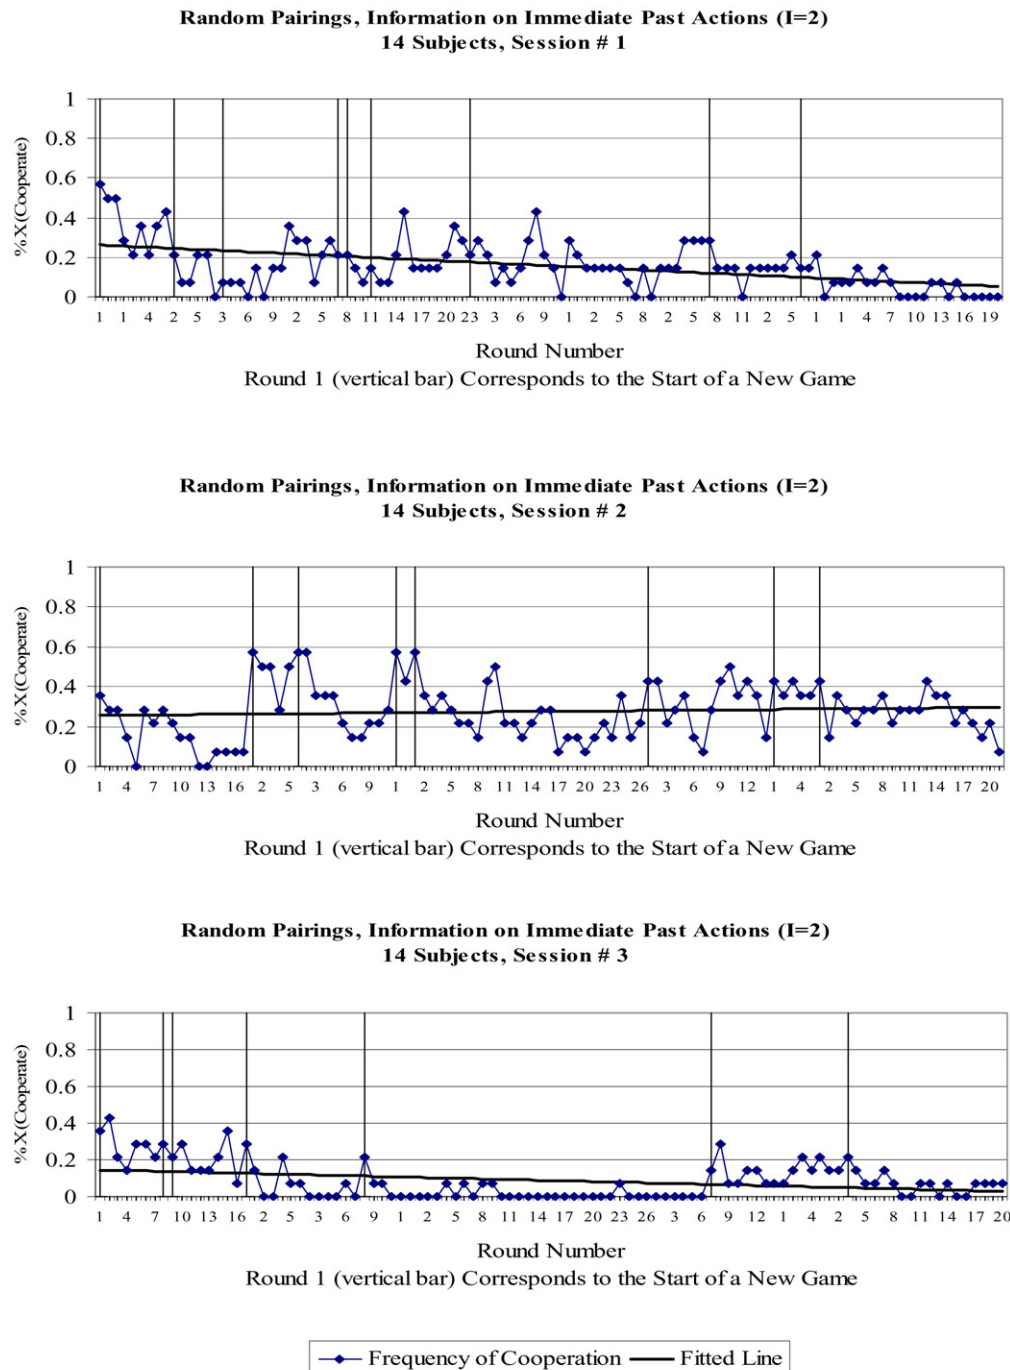 Random Pairings, Information on Immediate Past Actions (I=2)
14 Subjects, Session # 1
1
0.8
0.6
0.4
0.2
0
%X(Cooperate)
1 1 4 2 5 3 6 9 2 5 8 11 14 17 20 23 3 6 9 1 2 5 8 2 5 8 11 2 5 1 1 4 7 10 13 16 19
Round Number
Round 1 (vertical bar) Corresponds to the Start of a New Game
Random Pairings, Information on Immediate Past Actions (I=2)
14 Subjects, Session # 2
1
0.8
0.6
0.4
0.2
0
%X(Cooperate)
1 4 7 10 13 16 2 5 3 6 9 1 2 5 8 11 14 17 20 23 26 3 6 9 12 1 4 2 5 8 11 14 17 20
Round Number
Round 1 (vertical bar) Corresponds to the Start of a New Game
Random Pairings, Information on Immediate Past Actions (I=2)
14 Subjects, Session # 3
1
0.8
0.6
0.4
0.2
0
%X(Cooperate)
1 4 7 10 13 16 2 5 3 6 9 1 2 5 8 11 14 17 20 23 26 3 6 9 12 1 4 2 5 8 11 14 17 20
Round Number
Round 1 (vertical bar) Corresponds to the Start of a New Game
Frequency of Cooperation Fitted Line